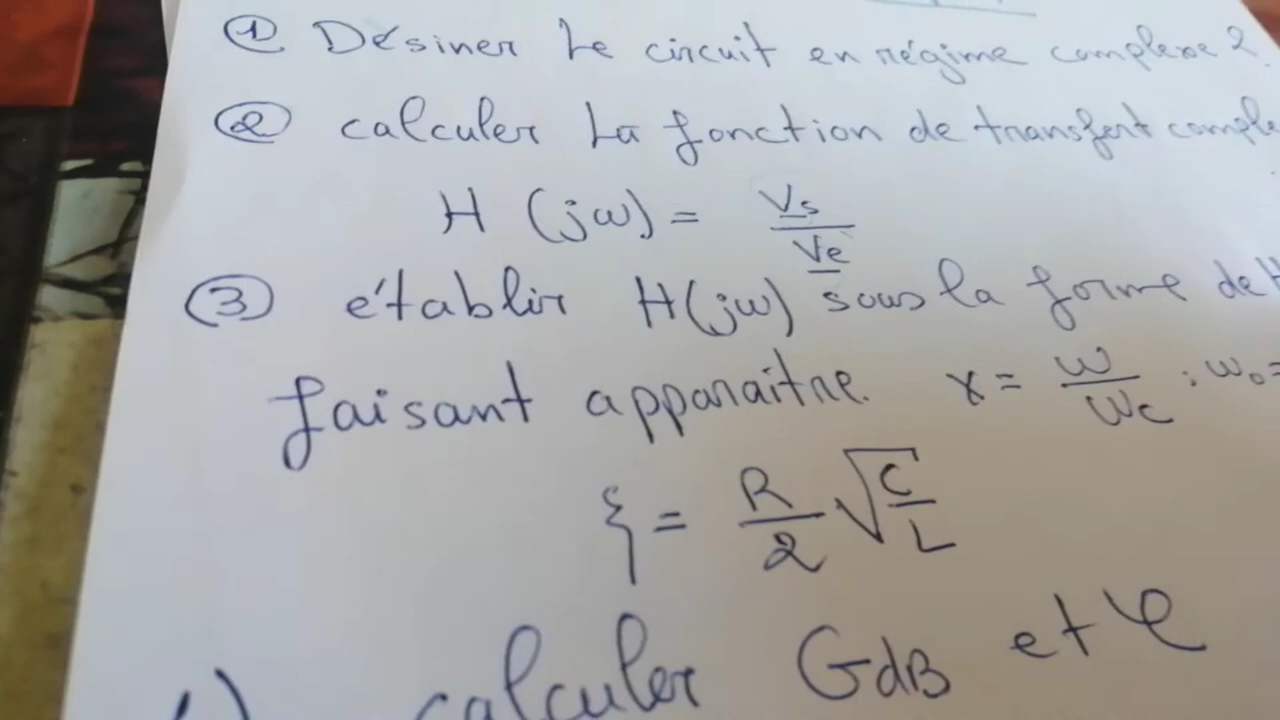 ① Désiner Le circuit en régime complexe ?
② calculer La fonction de transfert comple
H (jω) = Vs / Ve
③ établir H(jω) sous la forme de H
faisant apparaître. x = ω / ωc ; ω₀ =
ξ = R/2 √(C/L)
calculer GdB et φ